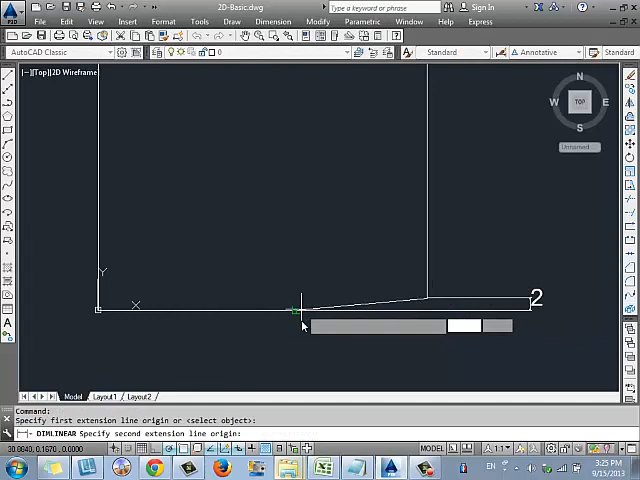 2D-Basic.dwg
Type a keyword or phrase
Sign In
File Edit View Insert Format Tools Draw Dimension Modify Parametric Window Help Express
AutoCAD Classic
0
Standard
Annotative
Standard
[−][Top][2D Wireframe]
N
W TOP E
S
Unnamed
Y
X
2
Model Layout1 Layout2
Command:
Specify first extension line origin or <select object>:
DIMLINEAR Specify second extension line origin:
30.8640, 0.1670, 0.0000
MODEL
1:1
EN
3:25 PM
9/15/2013